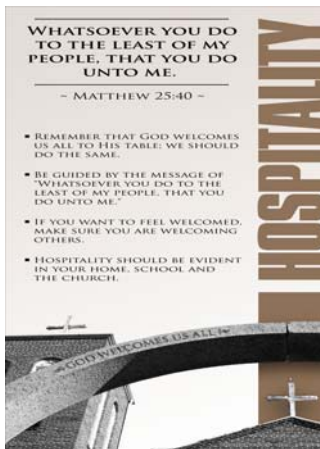 WHATSOEVER YOU DO
TO THE LEAST OF MY
PEOPLE, THAT YOU DO
UNTO ME.
~ MATTHEW 25:40 ~
▪ REMEMBER THAT GOD WELCOMES
US ALL TO HIS TABLE; WE SHOULD
DO THE SAME.
▪ BE GUIDED BY THE MESSAGE OF
"WHATSOEVER YOU DO TO THE
LEAST OF MY PEOPLE, THAT YOU
DO UNTO ME."
▪ IF YOU WANT TO FEEL WELCOMED,
MAKE SURE YOU ARE WELCOMING
OTHERS.
▪ HOSPITALITY SHOULD BE EVIDENT
IN YOUR HOME, SCHOOL AND
THE CHURCH.
HOSPITALITY
GOD WELCOMES US ALL